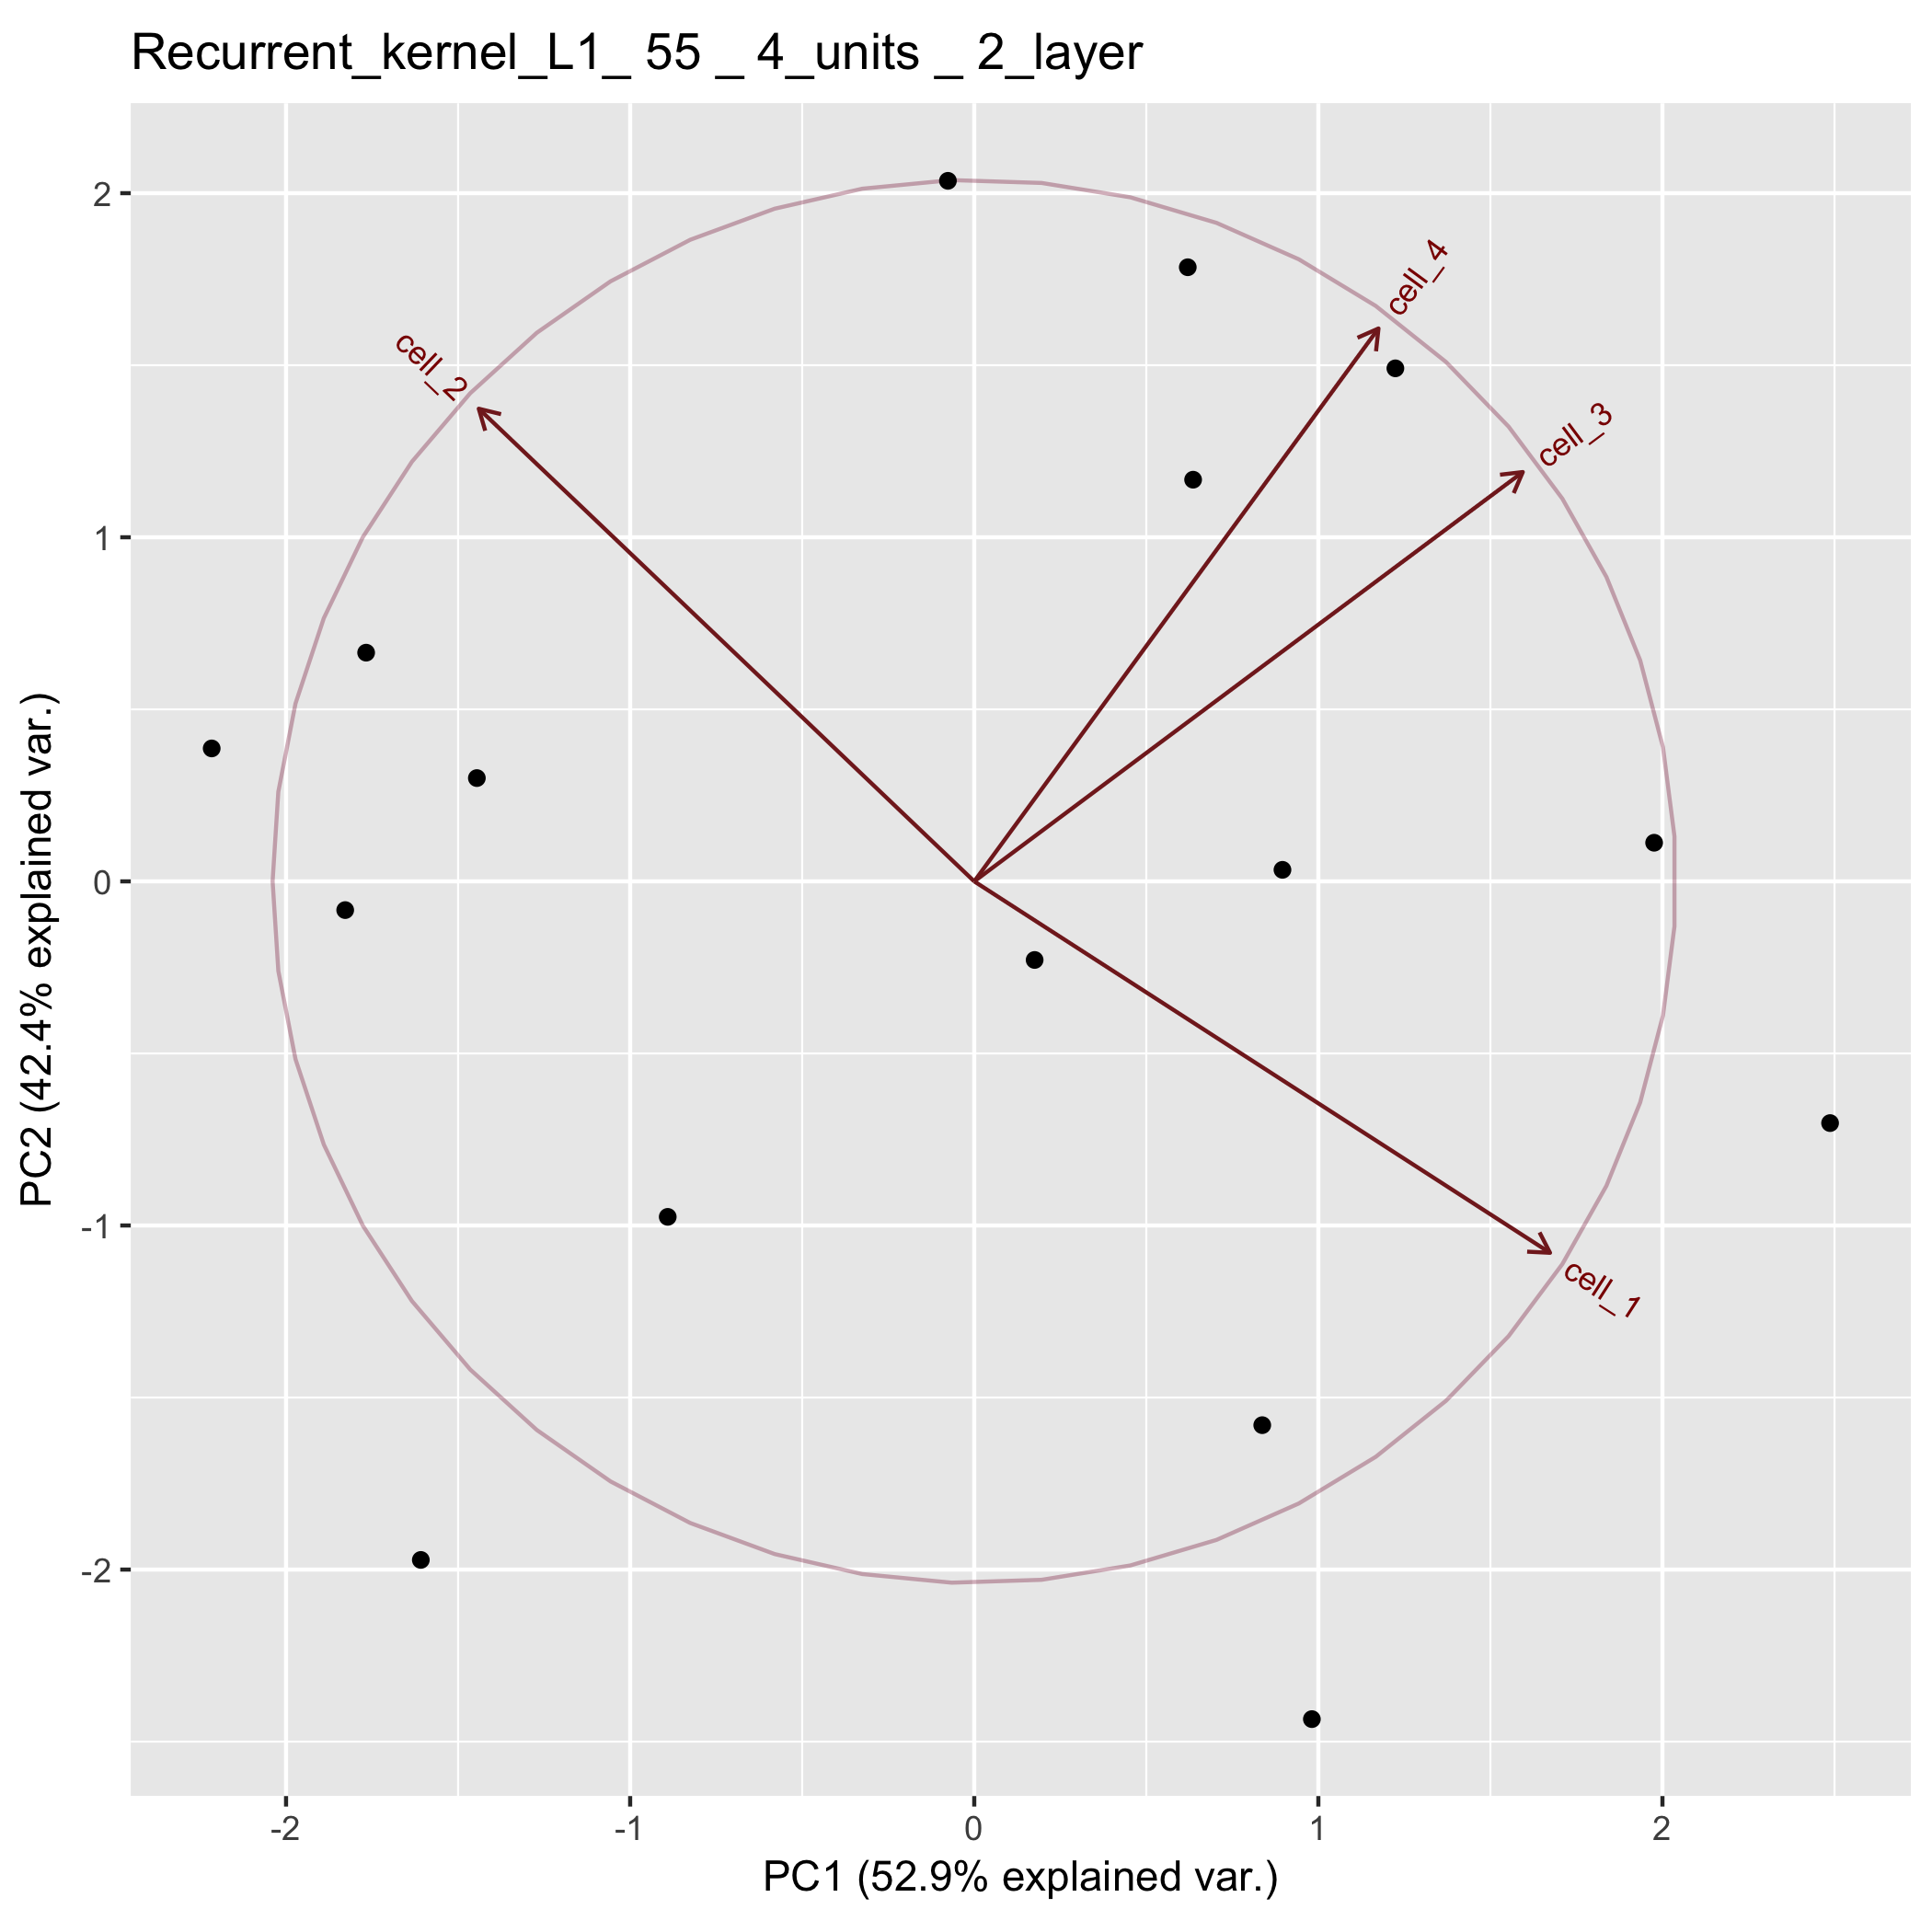 Recurrent_kernel_L1_ 55 _ 4_units _ 2_layer
cell_4
cell_3
cell_2
cell_1
2
1
0
-1
-2
PC2 (42.4% explained var.)
-2 -1 0 1 2
PC1 (52.9% explained var.)